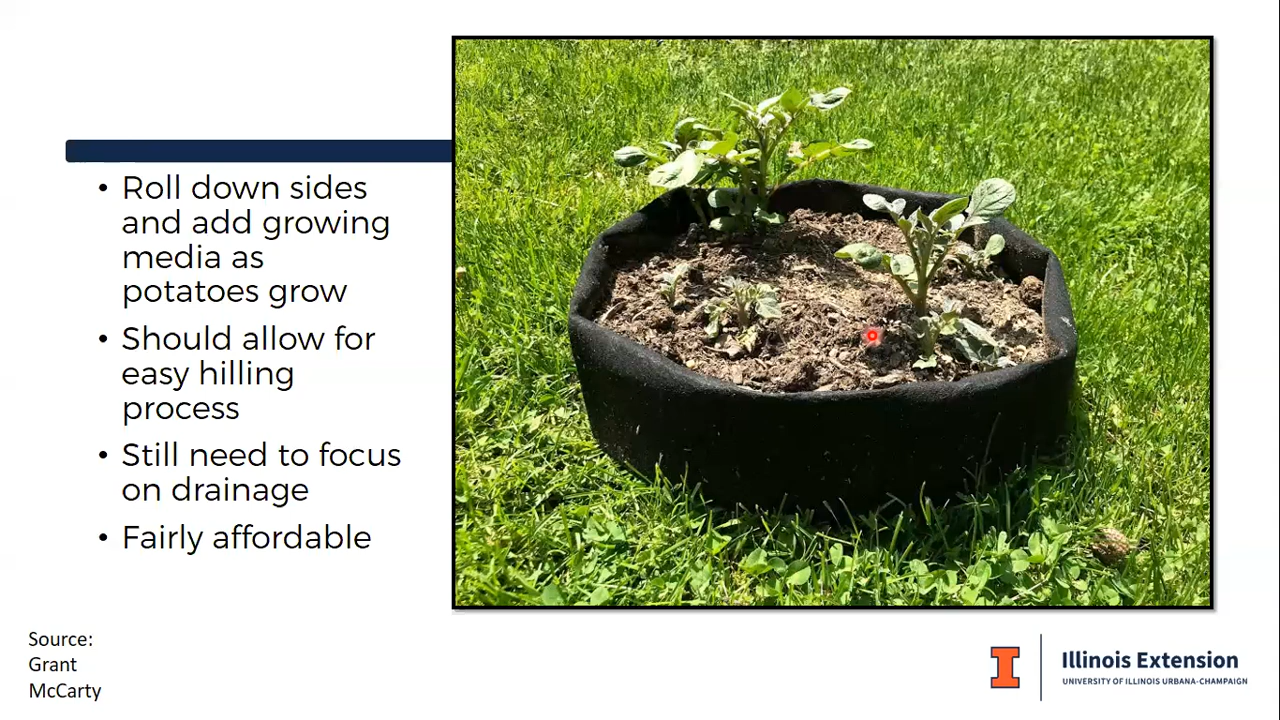 • Roll down sides
and add growing
media as
potatoes grow
• Should allow for
easy hilling
process
• Still need to focus
on drainage
• Fairly affordable
Source:
Grant
McCarty
I
Illinois Extension
UNIVERSITY OF ILLINOIS URBANA-CHAMPAIGN